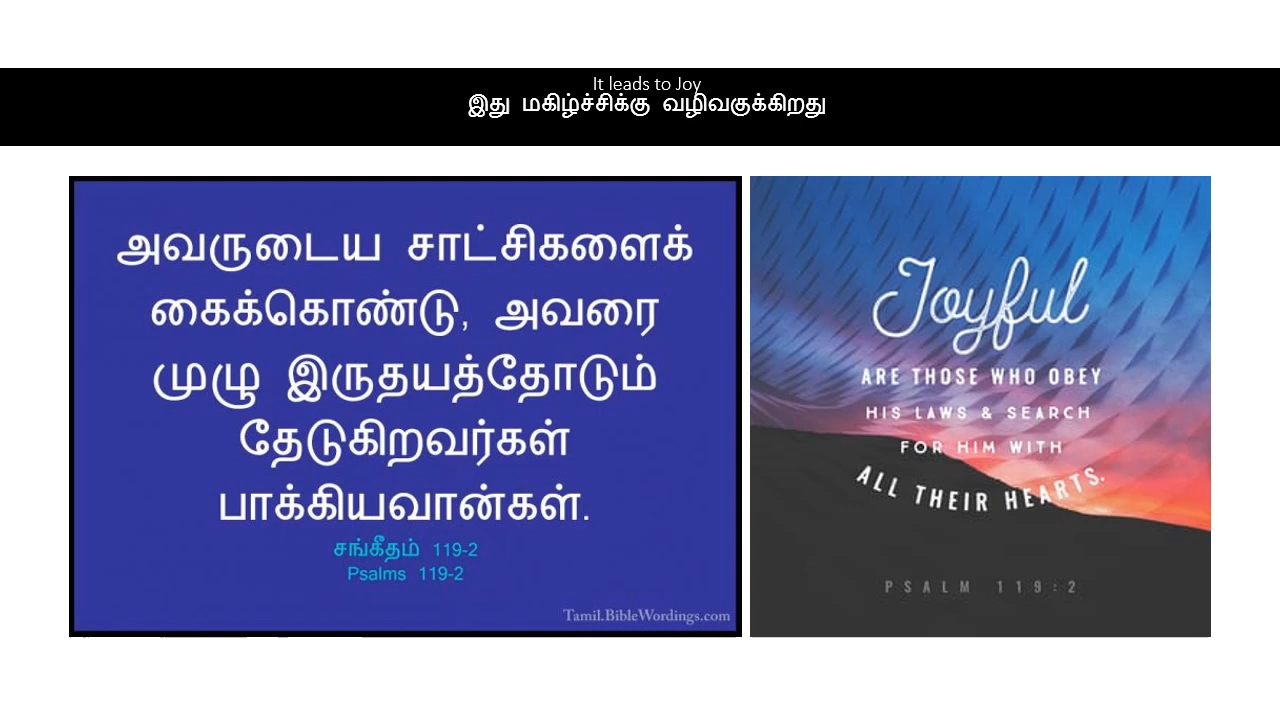 It leads to Joy
இது மகிழ்ச்சிக்கு வழிவகுக்கிறது
அவருடைய சாட்சிகளைக்
கைக்கொண்டு, அவரை
முழு இருதயத்தோடும்
தேடுகிறவர்கள்
பாக்கியவான்கள்.
சங்கீதம் 119-2
Psalms 119-2
Tamil.BibleWordings.com
Joyful
ARE THOSE WHO OBEY
HIS LAWS & SEARCH
FOR HIM WITH
ALL THEIR HEARTS.
PSALM 119:2